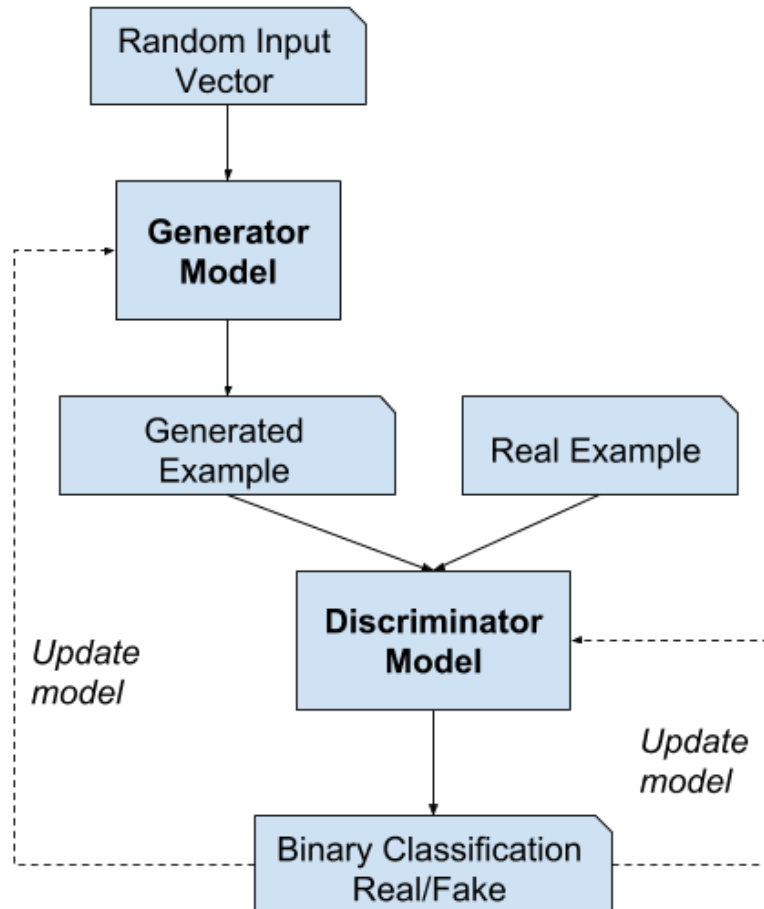 Random Input
Vector
Generator
Model
Generated
Example
Real Example
Discriminator
Model
Update
model
Update
model
Binary Classification
Real/Fake